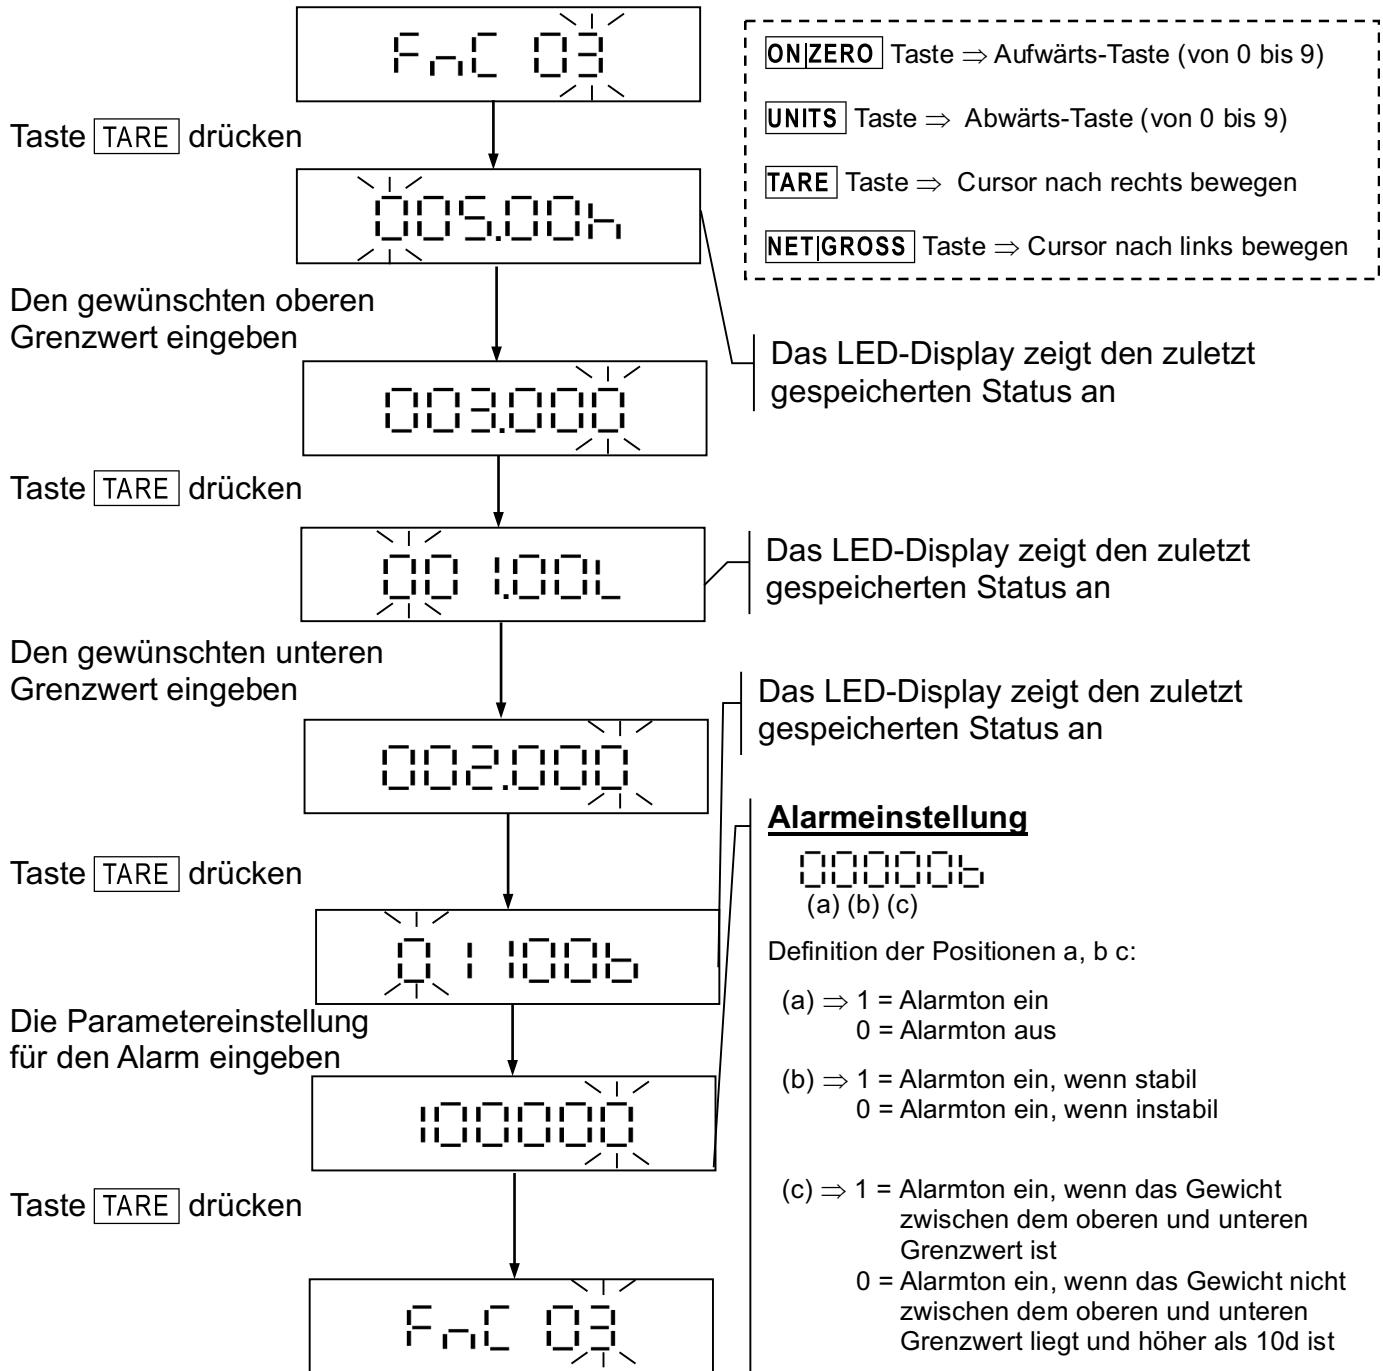 FnC 03
Taste TARE drücken
005.00h
Den gewünschten oberen
Grenzwert eingeben
003.000
Taste TARE drücken
001.00L
Den gewünschten unteren
Grenzwert eingeben
002.000
Taste TARE drücken
01100b
Die Parametereinstellung
für den Alarm eingeben
100000
Taste TARE drücken
FnC 03
ON|ZERO Taste ⇒ Aufwärts-Taste (von 0 bis 9)
UNITS Taste ⇒ Abwärts-Taste (von 0 bis 9)
TARE Taste ⇒ Cursor nach rechts bewegen
NET|GROSS Taste ⇒ Cursor nach links bewegen
Das LED-Display zeigt den zuletzt
gespeicherten Status an
Das LED-Display zeigt den zuletzt
gespeicherten Status an
Das LED-Display zeigt den zuletzt
gespeicherten Status an
Alarmeinstellung
00000b
(a) (b) (c)
Definition der Positionen a, b c:
(a) ⇒ 1 = Alarmton ein
0 = Alarmton aus
(b) ⇒ 1 = Alarmton ein, wenn stabil
0 = Alarmton ein, wenn instabil
(c) ⇒ 1 = Alarmton ein, wenn das Gewicht
zwischen dem oberen und unteren
Grenzwert ist
0 = Alarmton ein, wenn das Gewicht nicht
zwischen dem oberen und unteren
Grenzwert liegt und höher als 10d ist